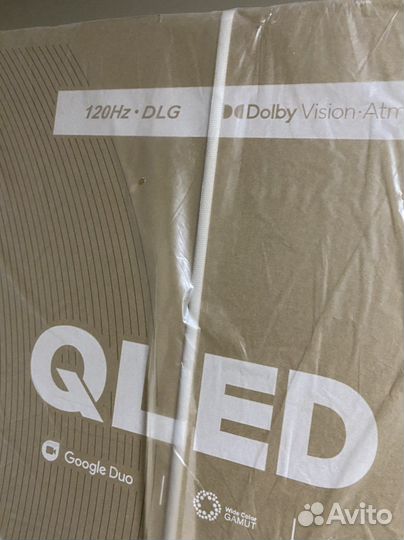 120Hz · DLG
Dolby Vision·Atm
QLED
Google Duo
Wide Color
GAMUT
Avito